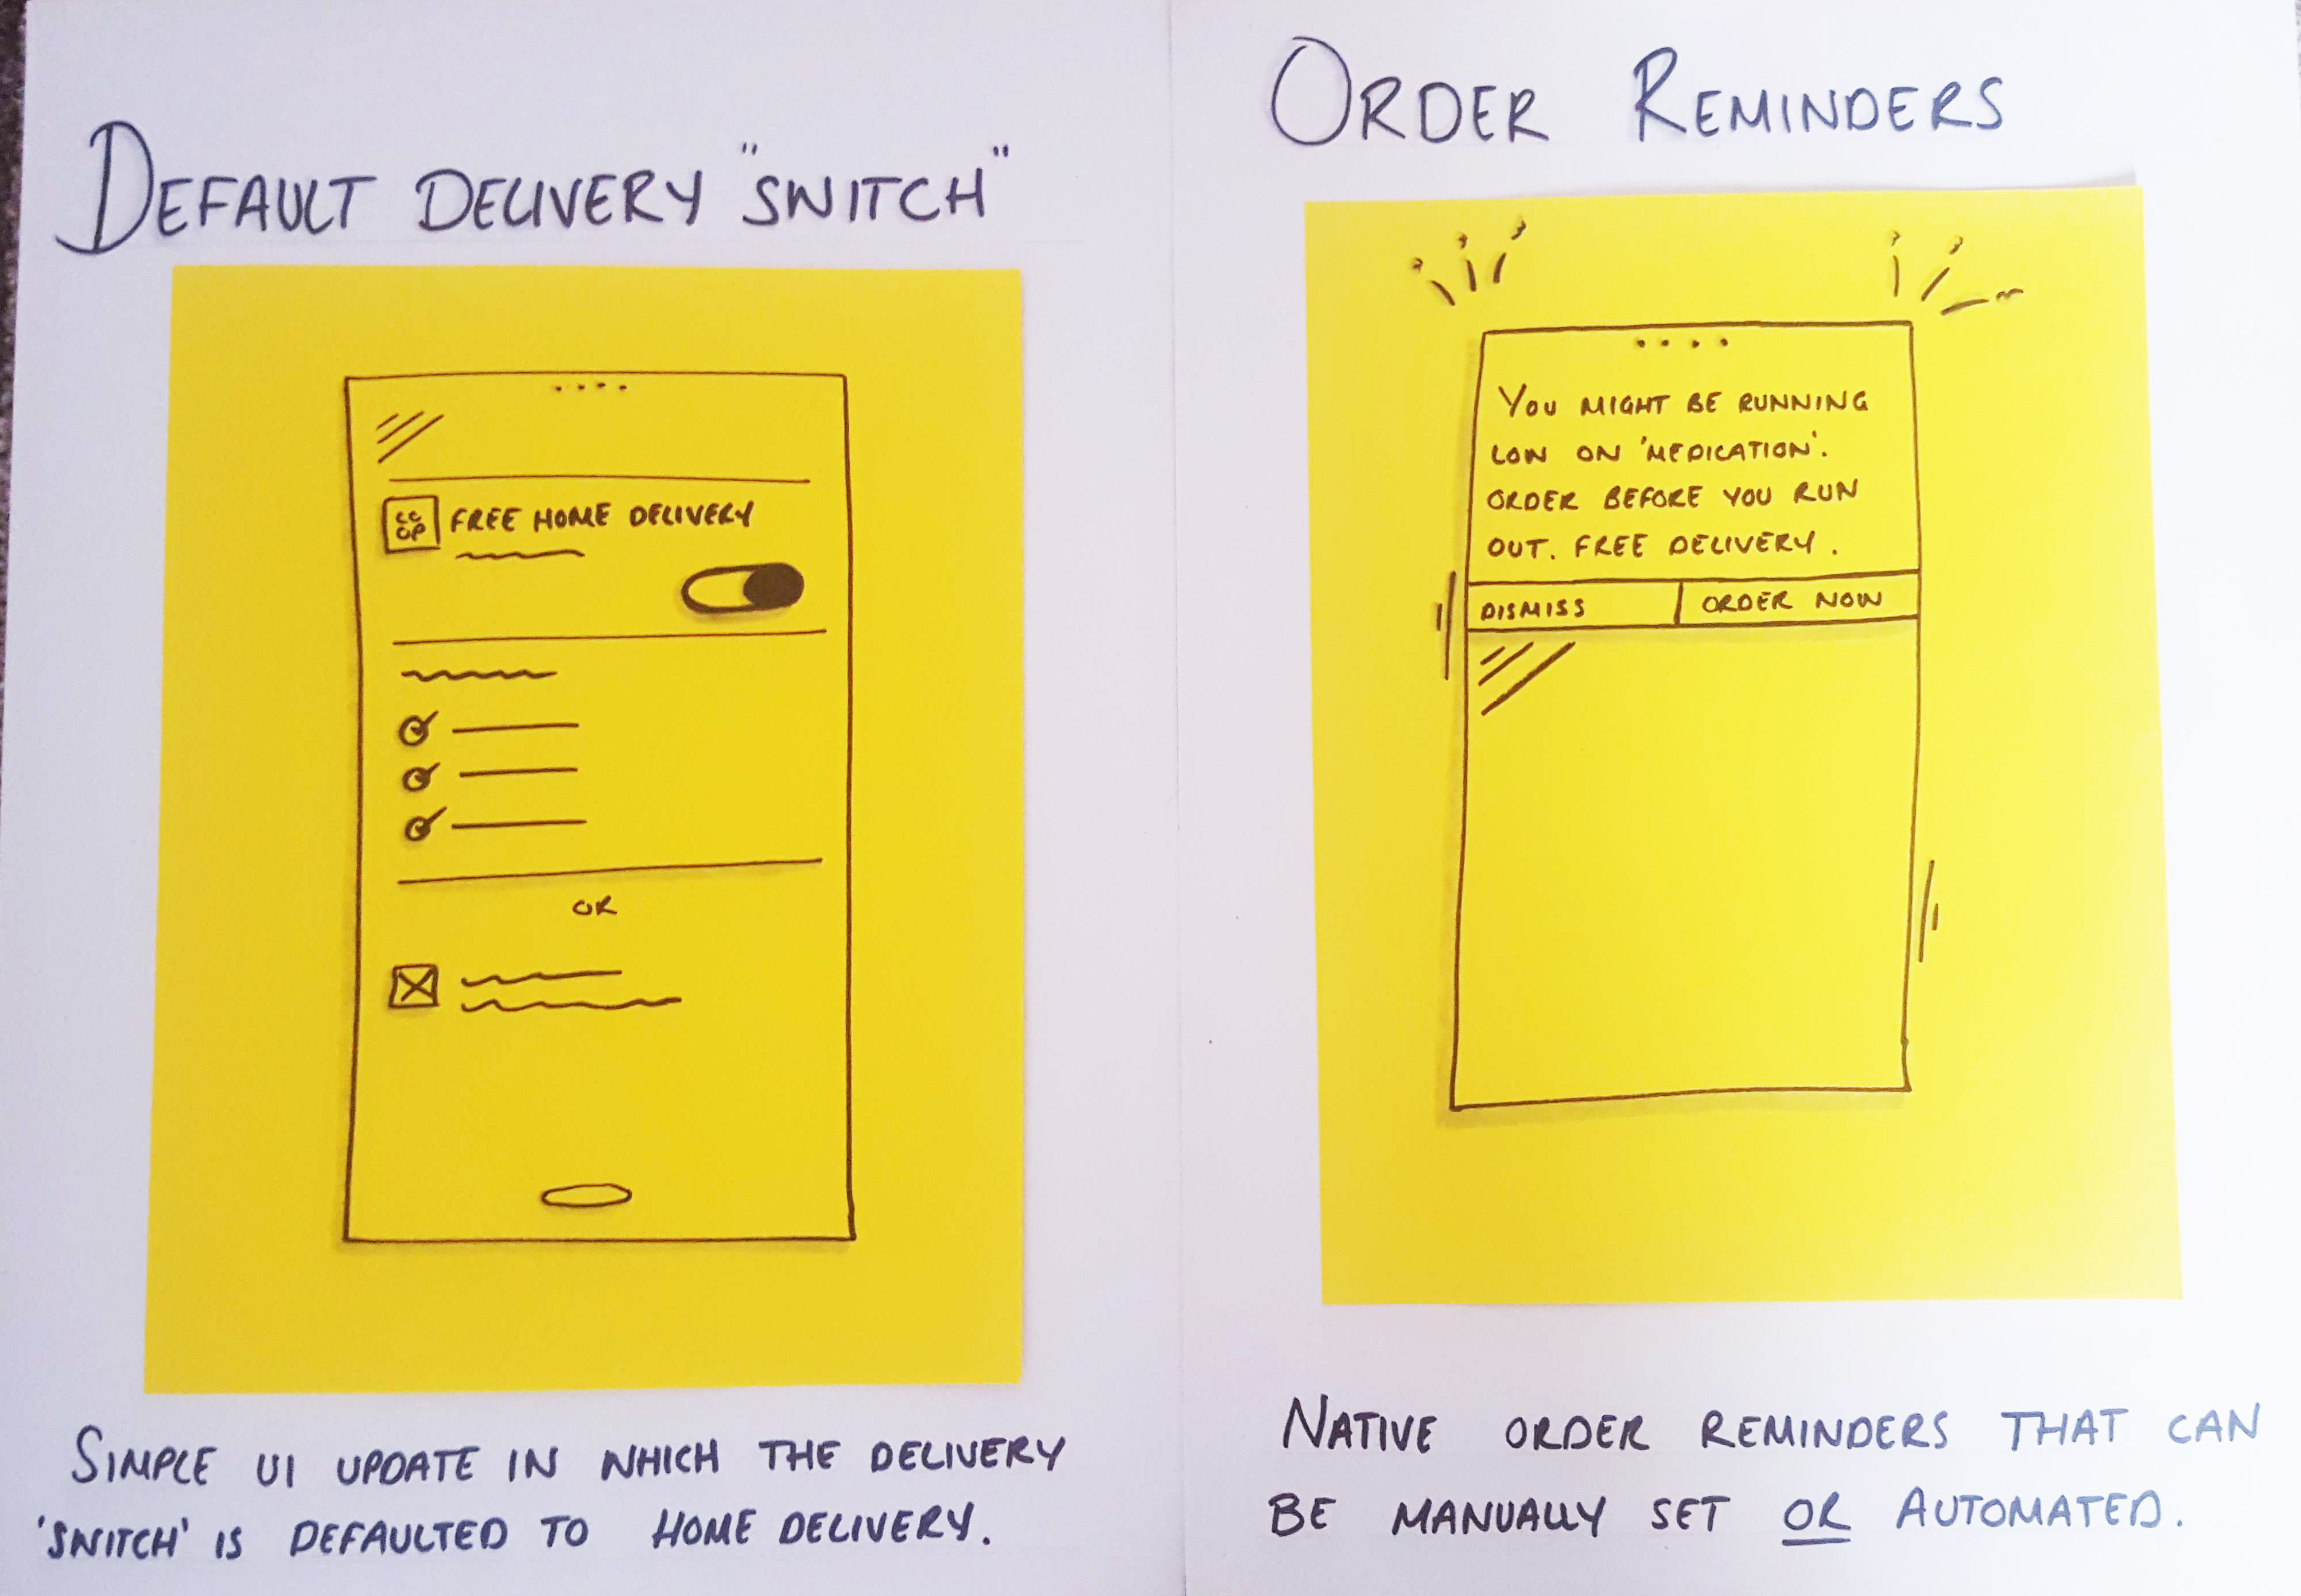 DEFAULT DELIVERY "SWITCH"
CC
OP
FREE HOME DELIVERY
OR
SIMPLE UI UPDATE IN WHICH THE DELIVERY
'SWITCH' IS DEFAULTED TO HOME DELIVERY.
ORDER REMINDERS
YOU MIGHT BE RUNNING
LOW ON 'MEDICATION'.
ORDER BEFORE YOU RUN
OUT. FREE DELIVERY.
DISMISS
ORDER NOW
NATIVE ORDER REMINDERS THAT CAN
BE MANUALLY SET OR AUTOMATED.